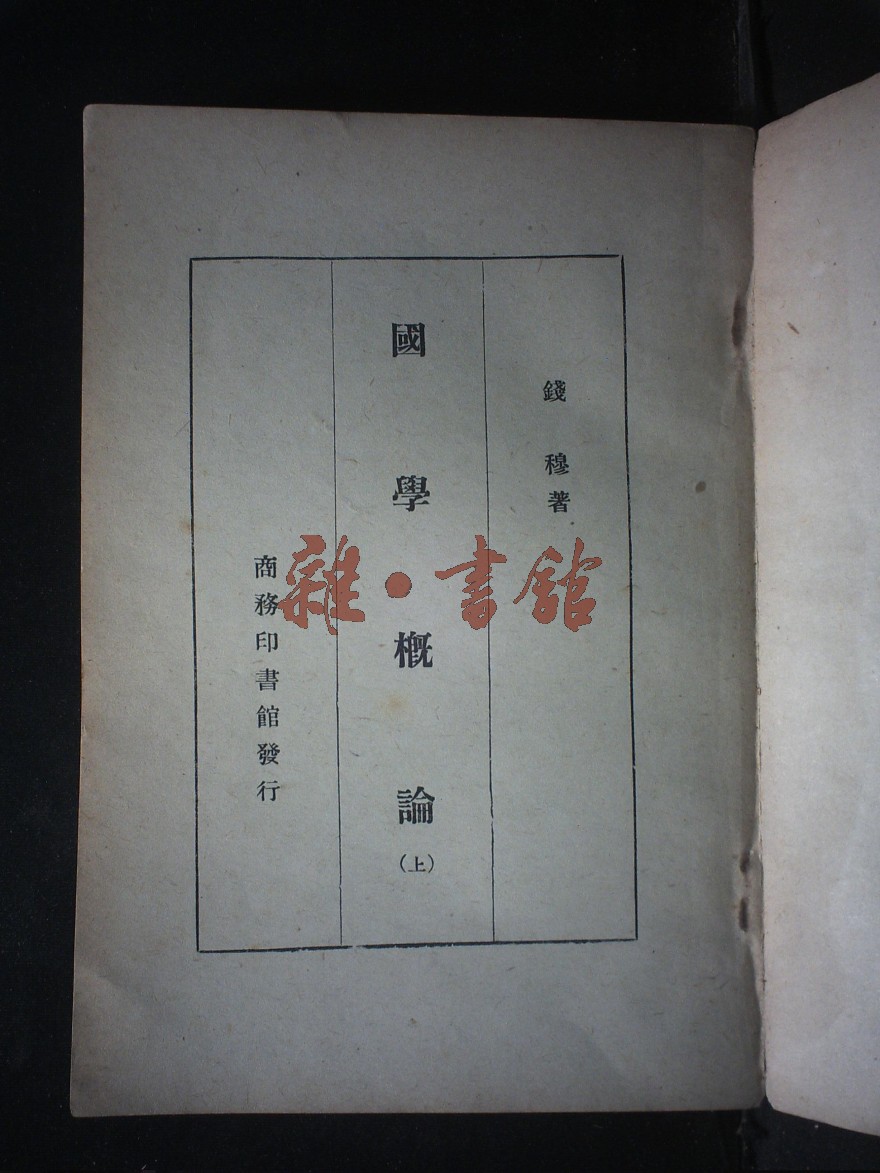 錢穆著
國學概論
(上)
商務印書館發行
雜·書館